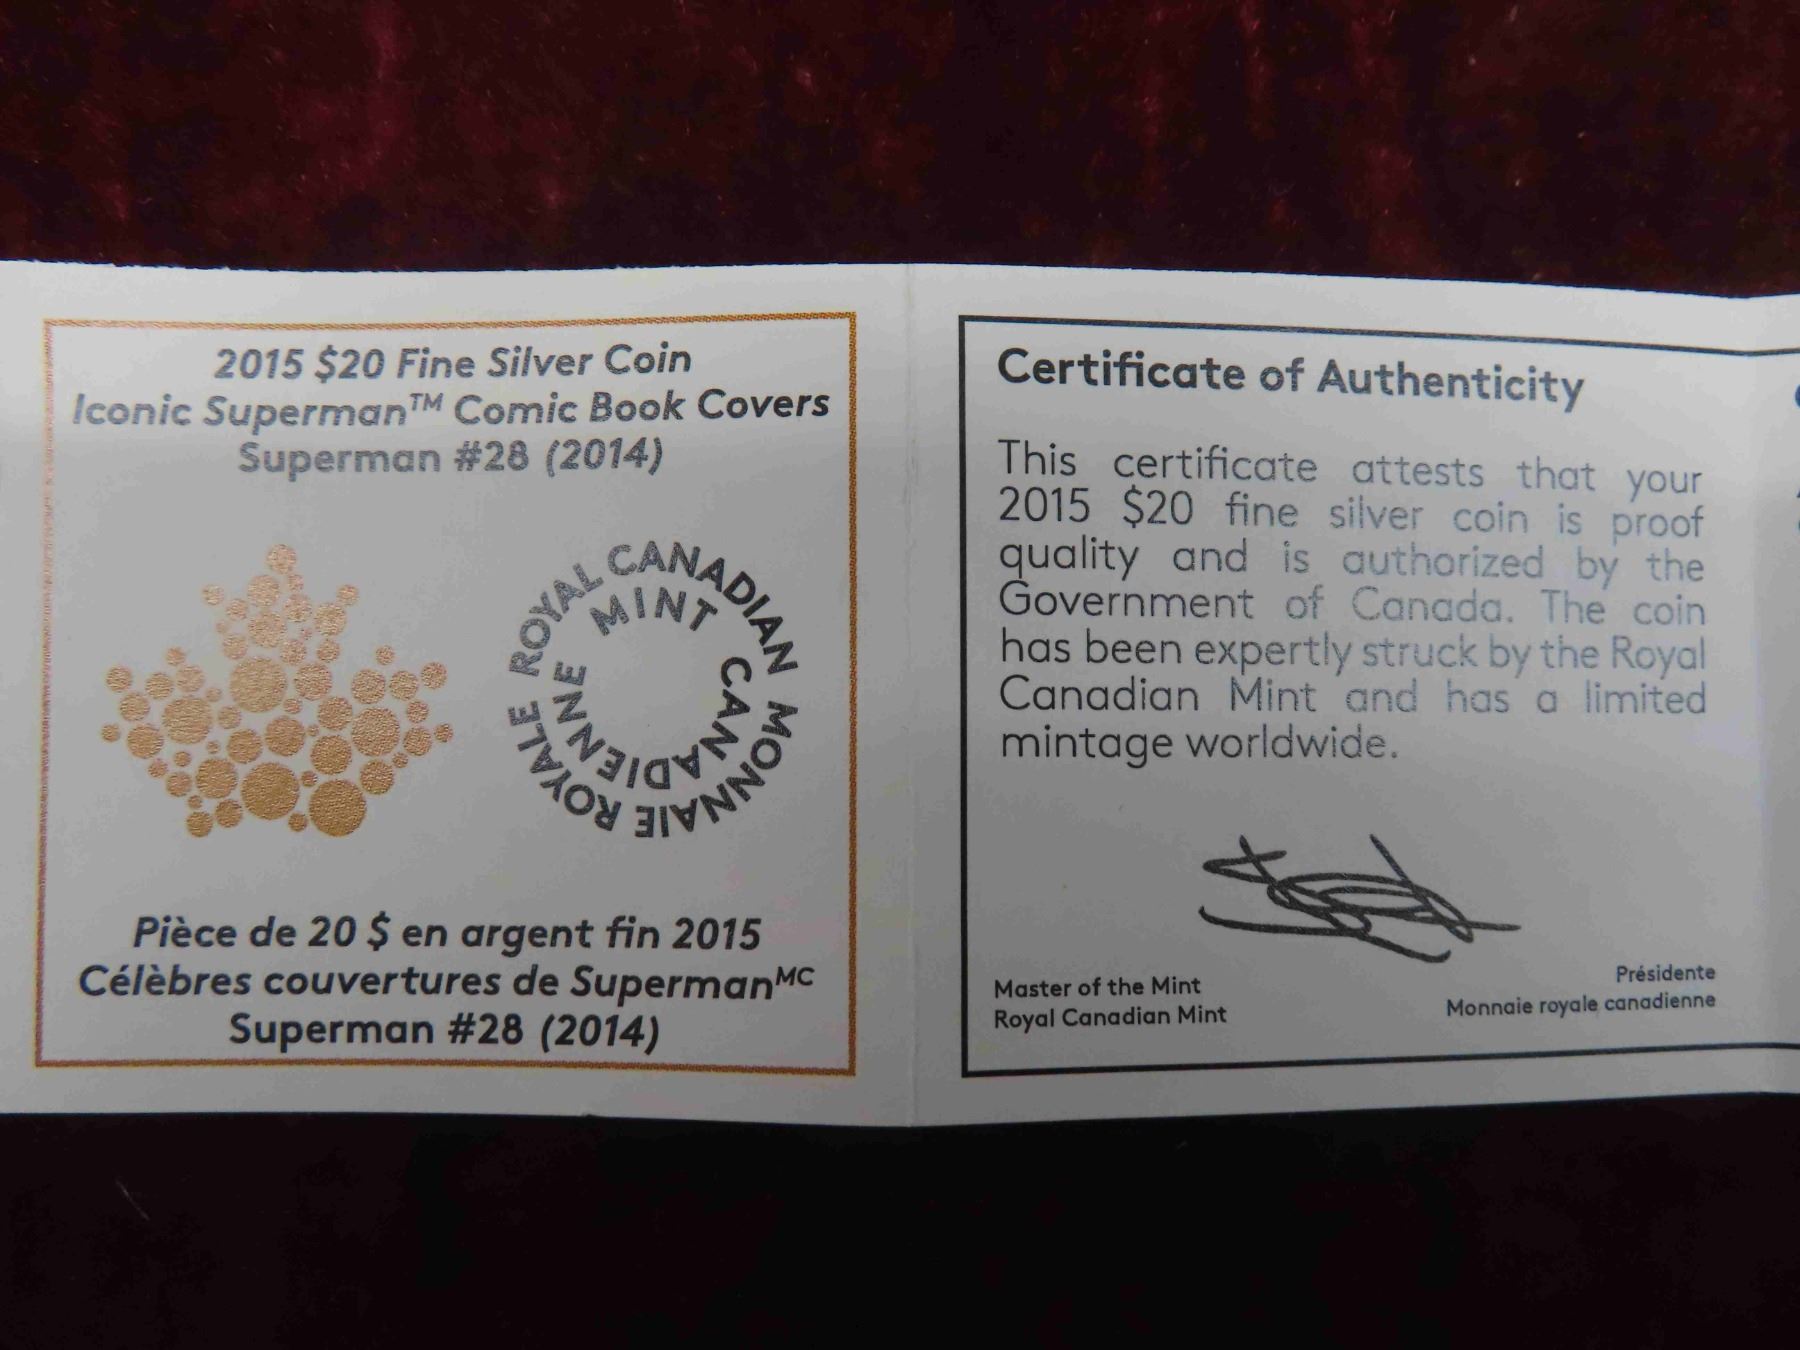 2015 $20 Fine Silver Coin
Iconic Superman™ Comic Book Covers
Superman #28 (2014)
ROYAL CANADIAN MINT
MONNAIE ROYALE CANADIENNE
MINT
CANADIENNE
Pièce de 20 $ en argent fin 2015
Célèbres couvertures de Superman ᴹᶜ
Superman #28 (2014)
Certificate of Authenticity
This certificate attests that your
2015 $20 fine silver coin is proof
quality and is authorized by the
Government of Canada. The coin
has been expertly struck by the Royal
Canadian Mint and has a limited
mintage worldwide.
Master of the Mint
Royal Canadian Mint
Présidente
Monnaie royale canadienne